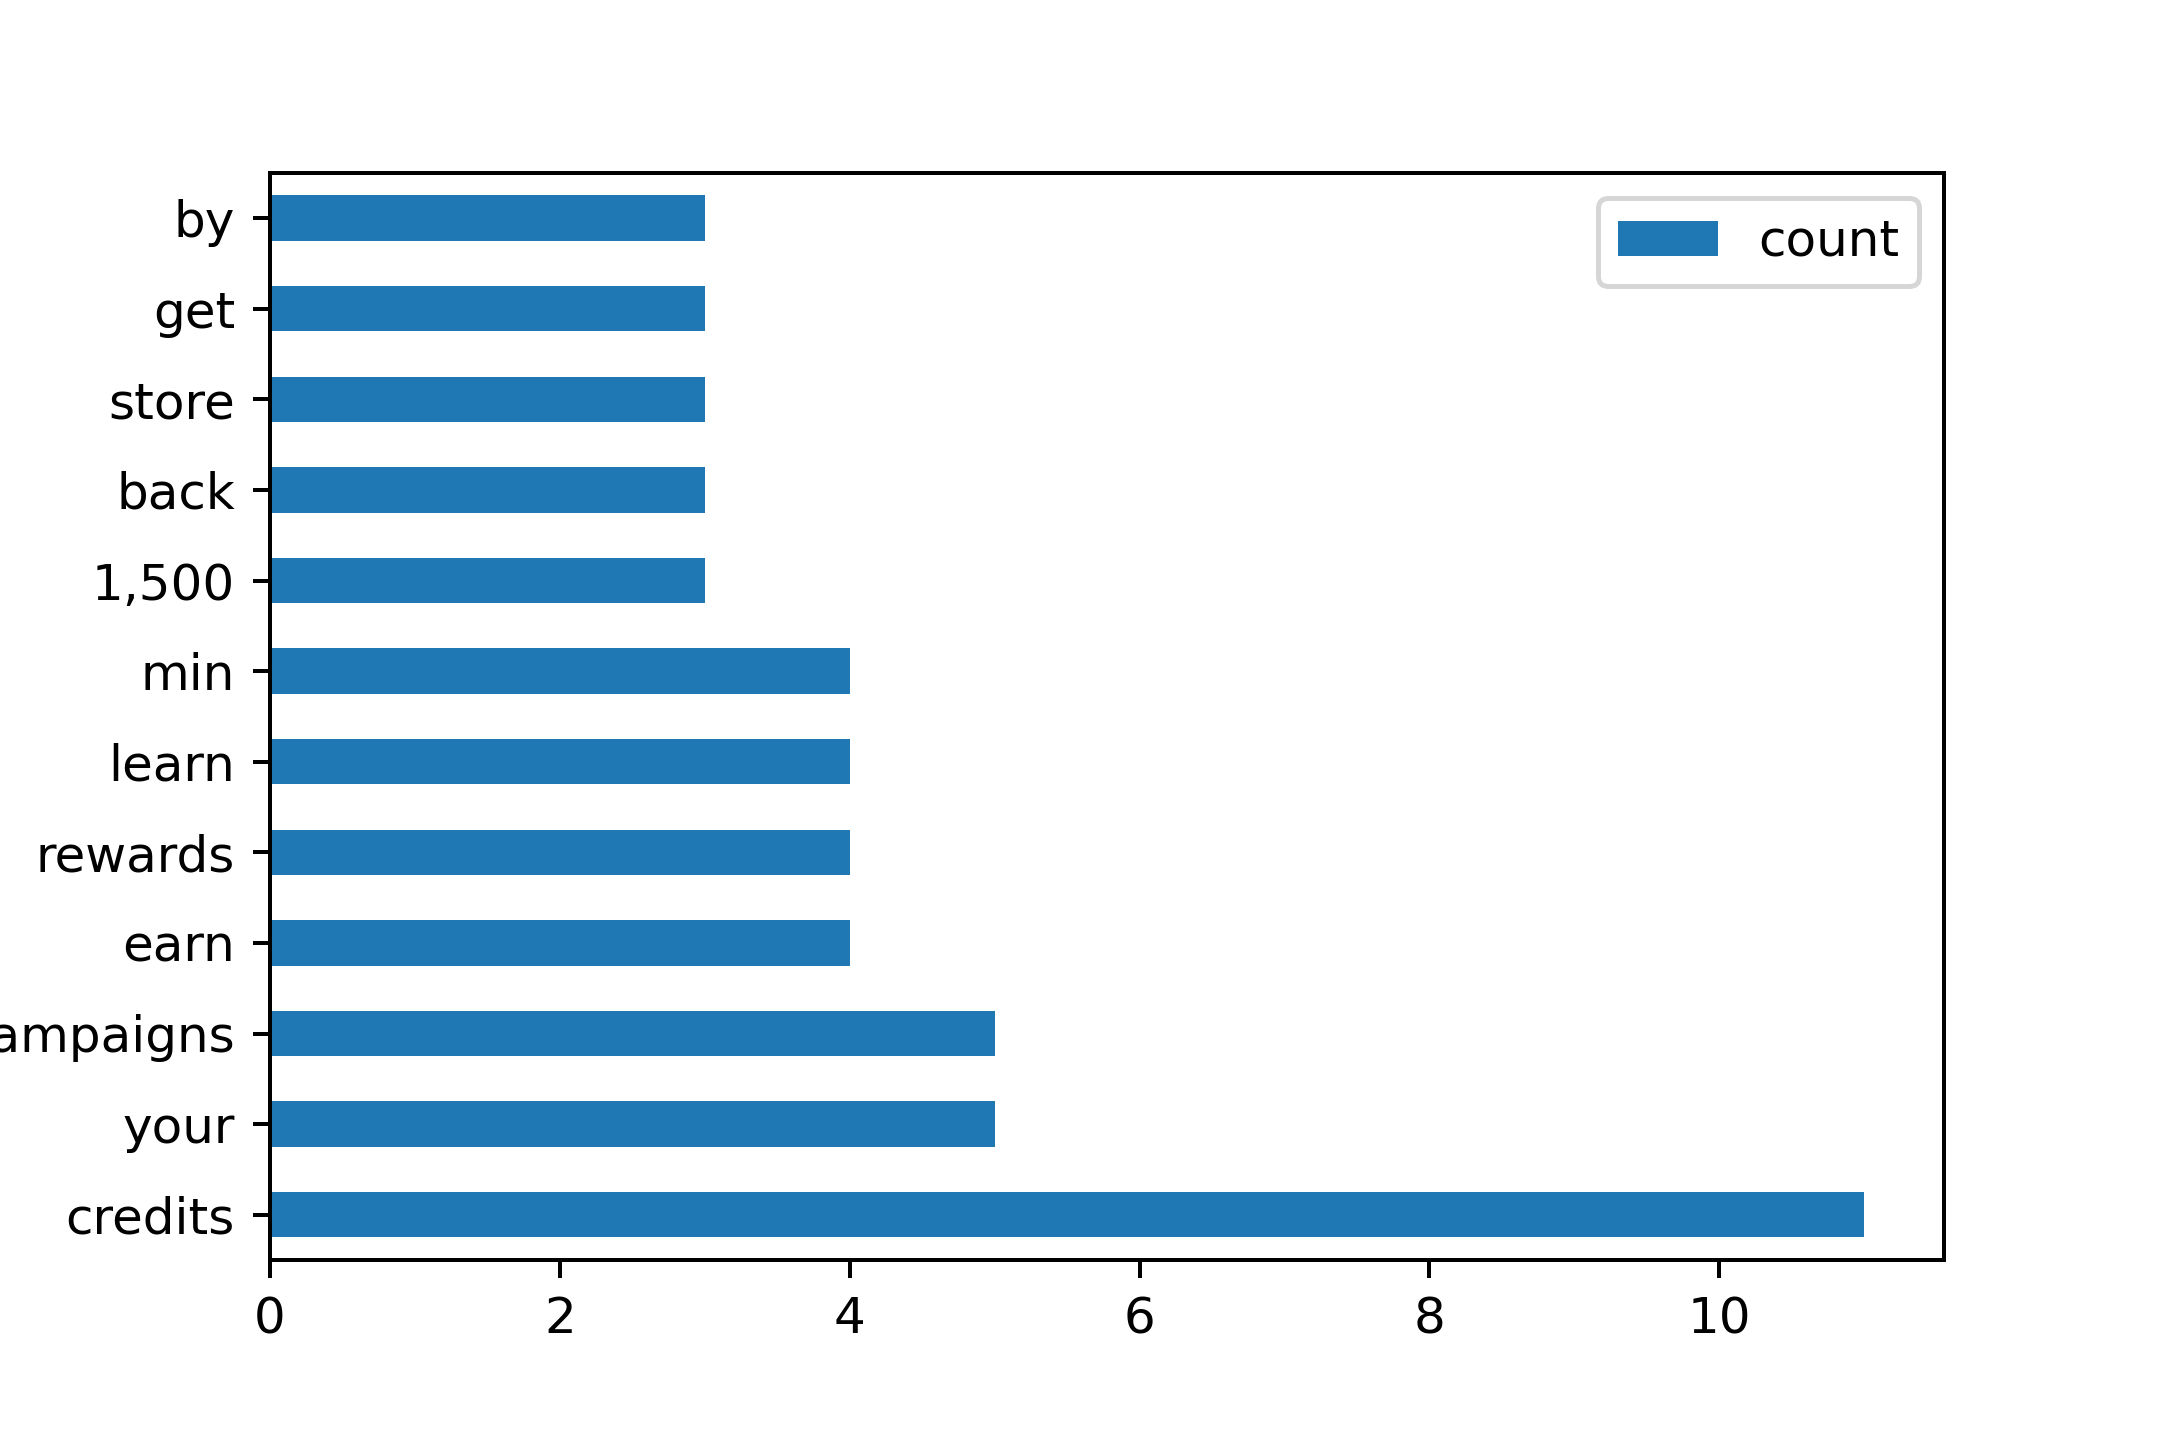 count
by
get
store
back
1,500
min
learn
rewards
earn
ampaigns
your
credits
0 2 4 6 8 10